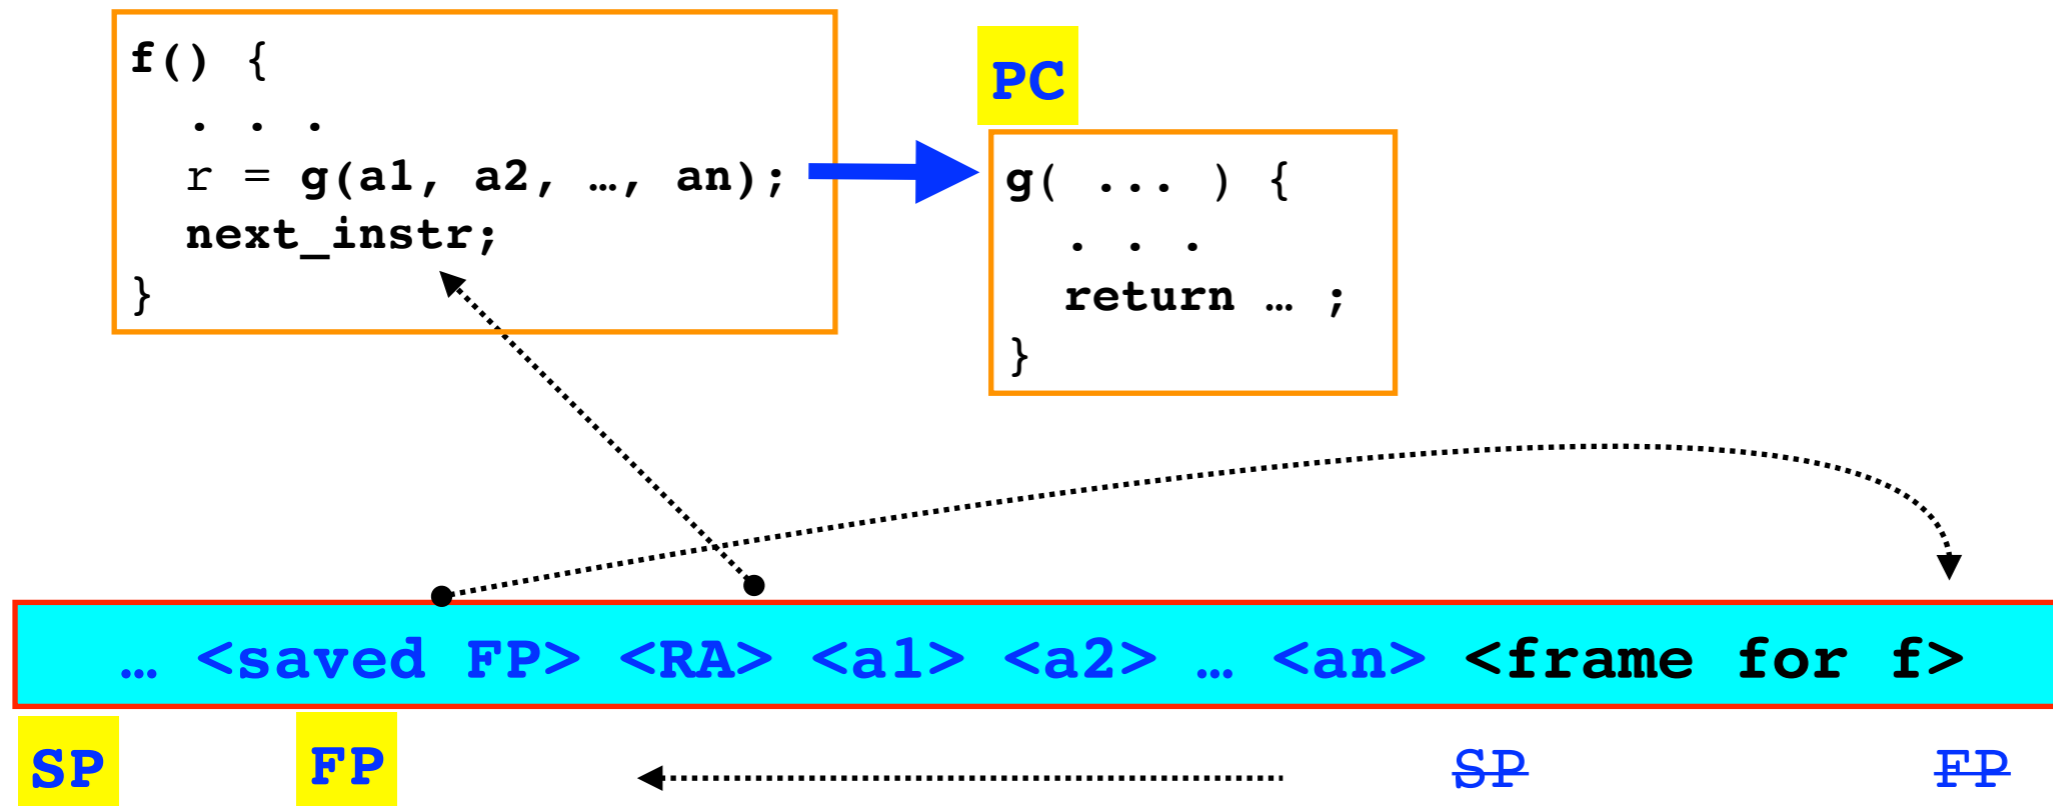 f() {
. . .
r = g(a1, a2, …, an);
next_instr;
}
PC
g( ... ) {
. . .
return … ;
}
… <saved FP> <RA> <a1> <a2> … <an> <frame for f>
SP FP SP FP